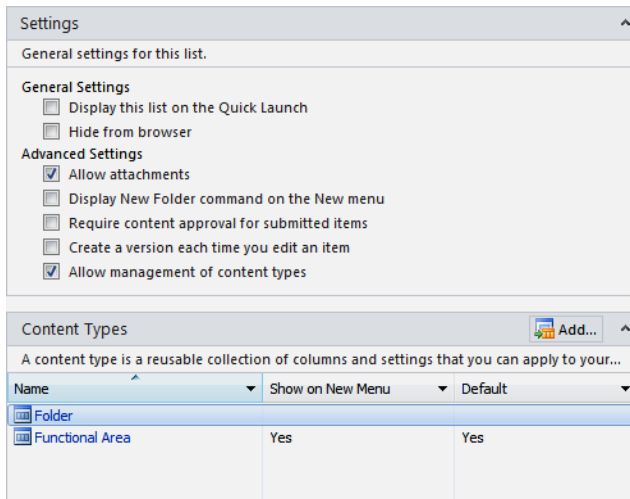 Settings
General settings for this list.
General Settings
Display this list on the Quick Launch
Hide from browser
Advanced Settings
Allow attachments
Display New Folder command on the New menu
Require content approval for submitted items
Create a version each time you edit an item
Allow management of content types
Content Types Add...
A content type is a reusable collection of columns and settings that you can apply to your...
Name Show on New Menu Default
Folder
Functional Area Yes Yes